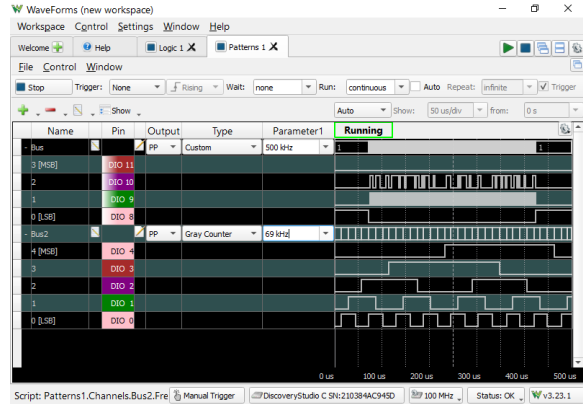 WaveForms (new workspace)
Workspace Control Settings Window Help
Welcome Help Logic 1 Patterns 1
File Control Window
Stop Trigger: None Rising Wait: none Run: continuous Auto Repeat: infinite Trigger
Show Auto Show: 50 us/div from: 0 s
Name Pin Output Type Parameter1 Running
Bus PP Custom 500 kHz 1 1
3 [MSB] DIO 11
2 DIO 10
1 DIO 9
0 [LSB] DIO 8
Bus2 PP Gray Counter 69 kHz
4 [MSB] DIO 4
3 DIO 3
2 DIO 2
1 DIO 1
0 [LSB] DIO 0
0 us 100 us 200 us 300 us 400 us 500 us
Script: Patterns1.Channels.Bus2.Fre Manual Trigger DiscoveryStudio C SN:210384AC945D 100 MHz Status: OK v3.23.1